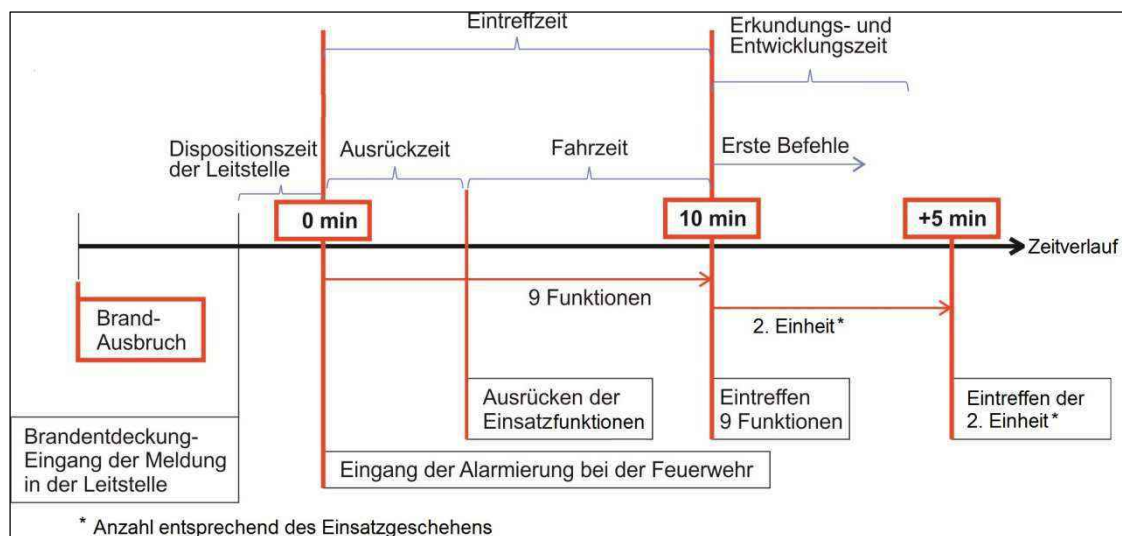 Eintreffzeit
Erkundungs- und
Entwicklungszeit
Dispositionszeit
der Leitstelle
Ausrückzeit
Fahrzeit
Erste Befehle
0 min
10 min
+5 min
Zeitverlauf
9 Funktionen
2. Einheit*
Brand-
Ausbruch
Ausrücken der
Einsatzfunktionen
Eintreffen
9 Funktionen
Eintreffen der
2. Einheit*
Brandentdeckung-
Eingang der Meldung
in der Leitstelle
Eingang der Alarmierung bei der Feuerwehr
* Anzahl entsprechend des Einsatzgeschehens